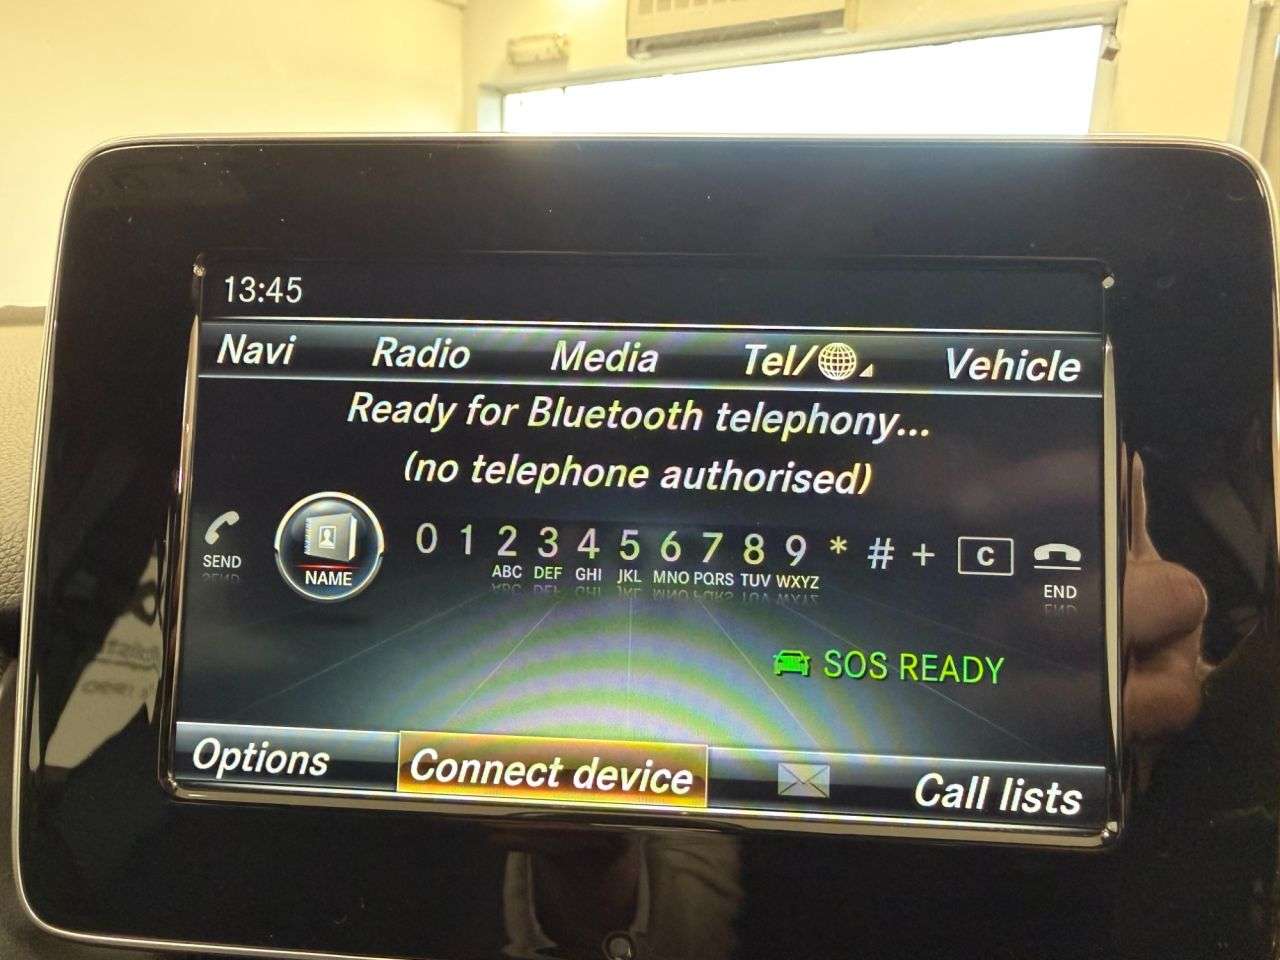 13:45
Navi Radio Media Tel/ Vehicle
Ready for Bluetooth telephony...
(no telephone authorised)
SEND NAME 0 1 2 3 4 5 6 7 8 9 * # + C END
ABC DEF GHI JKL MNO PQRS TUV WXYZ
SOS READY
Options Connect device Call lists